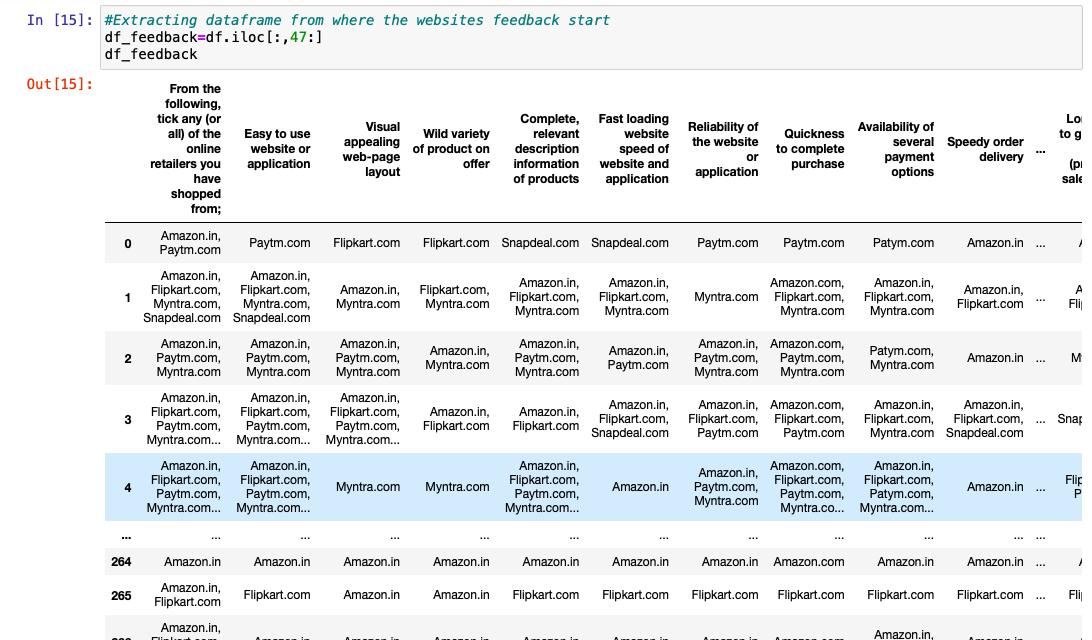 In [15]: #Extracting dataframe from where the websites feedback start
df_feedback=df.iloc[:,47:]
df_feedback
Out[15]:
From the following, tick any (or all) of the online retailers you have shopped from; Easy to use website or application Visual appealing web-page layout Wild variety of product on offer Complete, relevant description information of products Fast loading website speed of website and application Reliability of the website or application Quickness to complete purchase Availability of several payment options Speedy order delivery ...
0 Amazon.in, Paytm.com Paytm.com Flipkart.com Flipkart.com Snapdeal.com Snapdeal.com Paytm.com Paytm.com Patym.com Amazon.in ...
1 Amazon.in, Flipkart.com, Myntra.com, Snapdeal.com Amazon.in, Flipkart.com, Myntra.com, Snapdeal.com Amazon.in, Myntra.com Flipkart.com, Myntra.com Amazon.in, Flipkart.com, Myntra.com Amazon.in, Flipkart.com, Myntra.com Myntra.com Amazon.com, Flipkart.com, Myntra.com Amazon.in, Flipkart.com, Myntra.com Amazon.in, Flipkart.com ...
2 Amazon.in, Paytm.com, Myntra.com Amazon.in, Paytm.com, Myntra.com Amazon.in, Paytm.com, Myntra.com Amazon.in, Myntra.com Amazon.in, Paytm.com, Myntra.com Amazon.in, Paytm.com Amazon.in, Paytm.com, Myntra.com Amazon.com, Paytm.com, Myntra.com Patym.com, Myntra.com Amazon.in ...
3 Amazon.in, Flipkart.com, Paytm.com, Myntra.com... Amazon.in, Flipkart.com, Paytm.com, Myntra.com... Amazon.in, Flipkart.com, Paytm.com, Myntra.com... Amazon.in, Flipkart.com Amazon.in, Flipkart.com Amazon.in, Flipkart.com, Snapdeal.com Amazon.in, Flipkart.com, Paytm.com Amazon.com, Flipkart.com, Paytm.com Amazon.in, Flipkart.com, Myntra.com Amazon.in, Flipkart.com, Snapdeal.com ...
4 Amazon.in, Flipkart.com, Paytm.com, Myntra.com... Amazon.in, Flipkart.com, Paytm.com, Myntra.com... Myntra.com Myntra.com Amazon.in, Flipkart.com, Paytm.com, Myntra.com... Amazon.in Amazon.in, Paytm.com, Myntra.com Amazon.com, Flipkart.com, Paytm.com, Myntra.co... Amazon.in, Flipkart.com, Patym.com, Myntra.com... Amazon.in ...
... ... ... ... ... ... ... ... ... ... ... ...
264 Amazon.in Amazon.in Amazon.in Amazon.in Amazon.in Amazon.in Amazon.in Amazon.com Amazon.in Amazon.in ...
265 Amazon.in, Flipkart.com Flipkart.com Amazon.in Amazon.in Flipkart.com Flipkart.com Flipkart.com Flipkart.com Flipkart.com Flipkart.com ...
Amazon.in, Amazon.in,